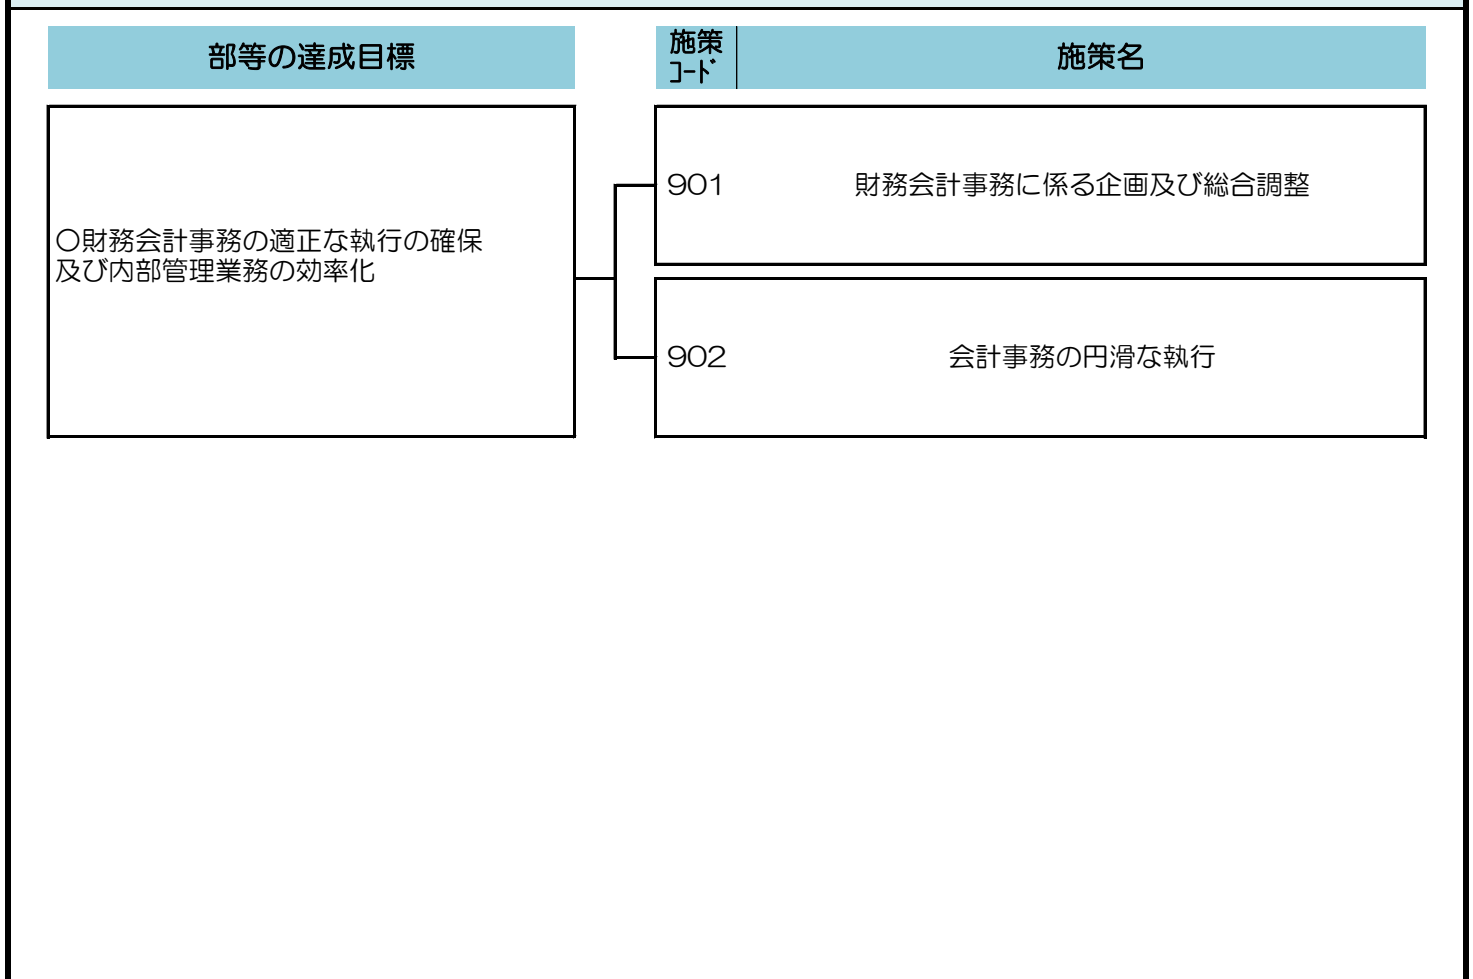 部等の達成目標
施策
ｺｰﾄﾞ
施策名
○財務会計事務の適正な執行の確保
及び内部管理業務の効率化
901
財務会計事務に係る企画及び総合調整
902
会計事務の円滑な執行